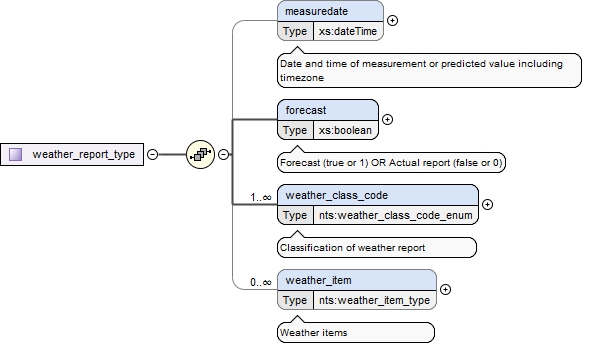 measuredate
Type xs:dateTime
Date and time of measurement or predicted value including
timezone
forecast
Type xs:boolean
Forecast (true or 1) OR Actual report (false or 0)
weather_report_type
1..∞
weather_class_code
Type nts:weather_class_code_enum
Classification of weather report
0..∞
weather_item
Type nts:weather_item_type
Weather items